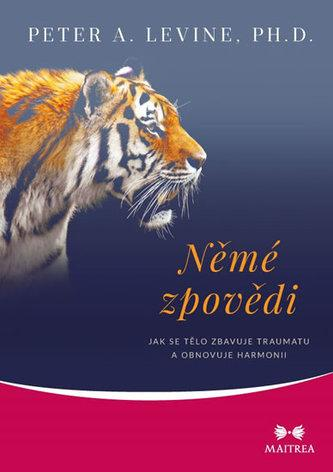 PETER A. LEVINE, PH.D.
Němé
zpovědi
JAK SE TĚLO ZBAVUJE TRAUMATU
A OBNOVUJE HARMONII
MAITREA